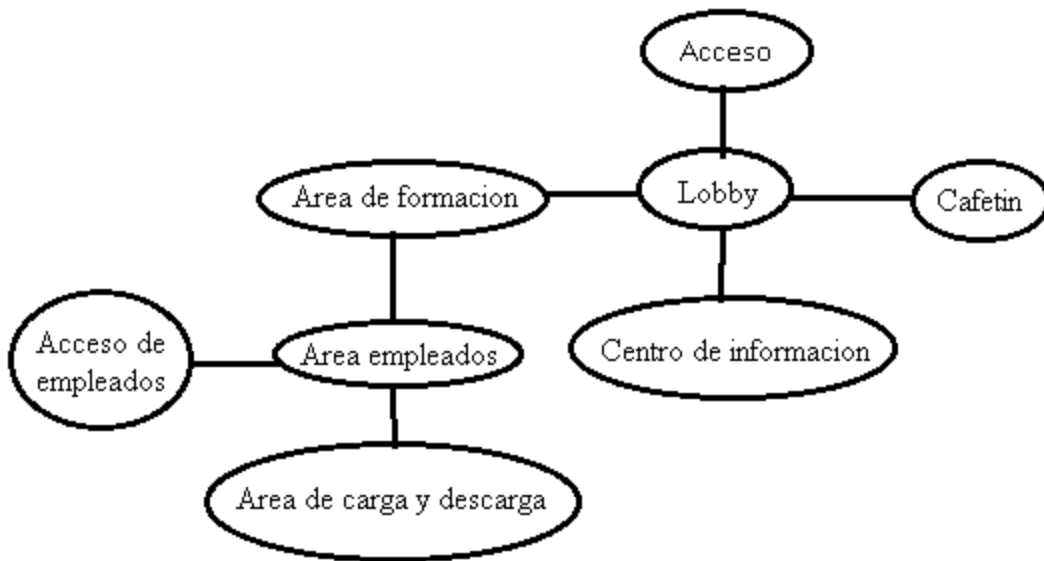 Acceso
Area de formacion
Lobby
Cafetin
Acceso de
empleados
Area empleados
Centro de informacion
Area de carga y descarga